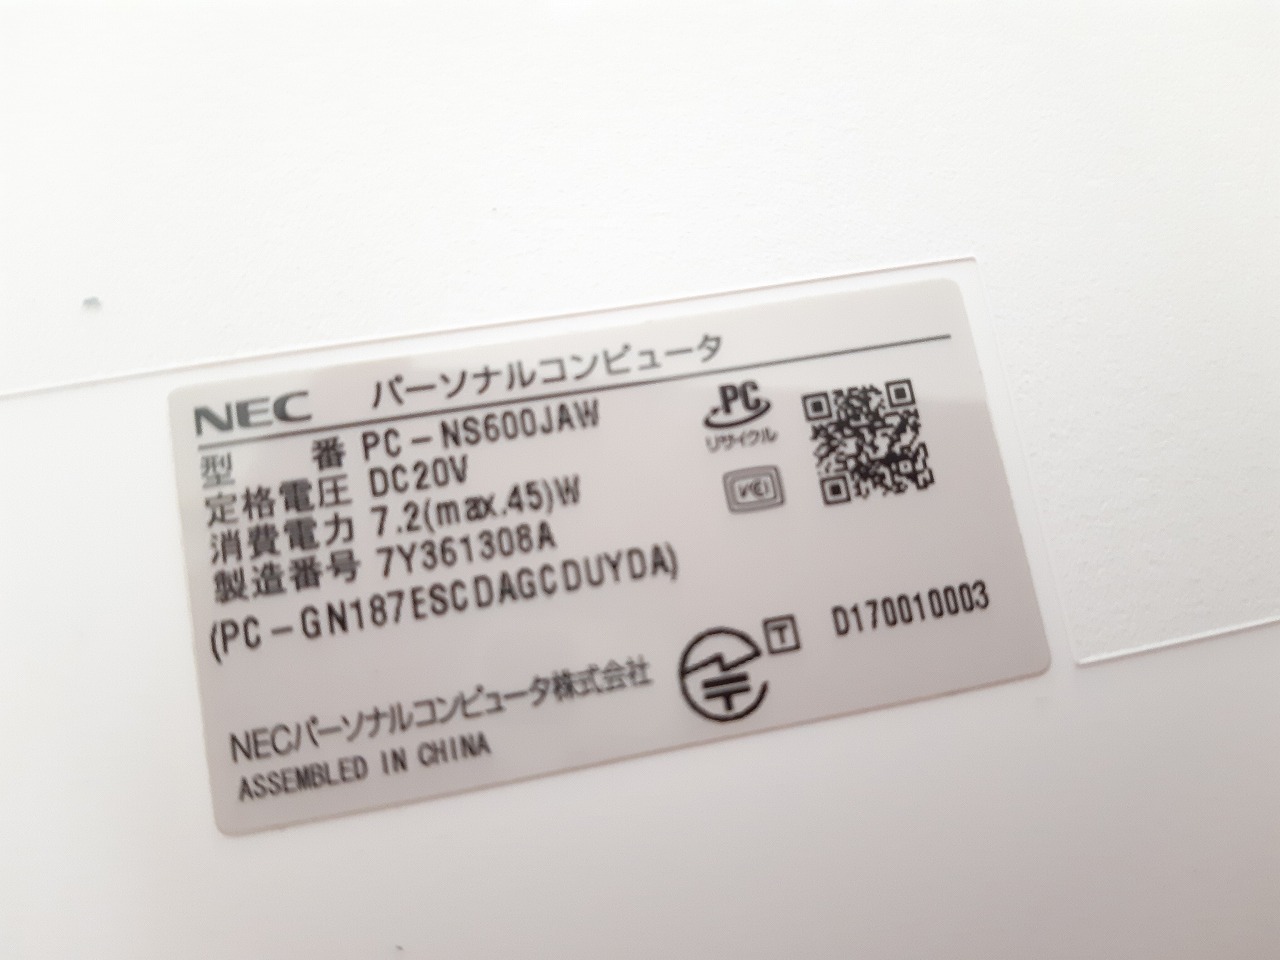 NEC パーソナルコンピュータ
型 番 PC-NS600JAW
定格電圧 DC20V
消費電力 7.2(max.45)W
製造番号 7Y361308A
(PC-GN187ESCDAGCDUYDA)
PC
リサイクル
VCI
T D170010003
NECパーソナルコンピュータ株式会社
ASSEMBLED IN CHINA